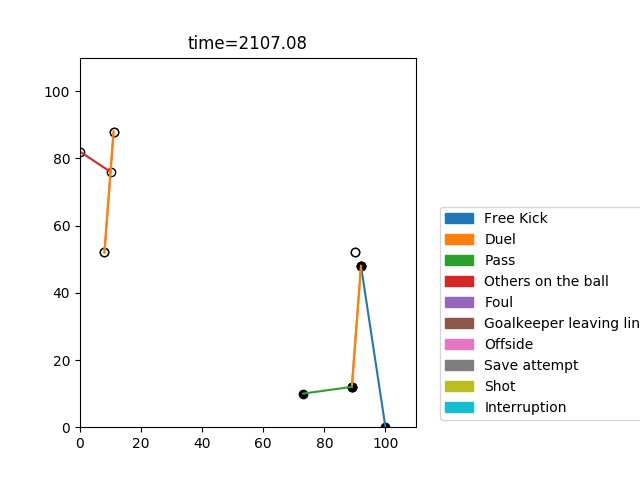 time=2107.08
100
80
60
40
20
0
0 20 40 60 80 100
Free Kick
Duel
Pass
Others on the ball
Foul
Goalkeeper leaving lin
Offside
Save attempt
Shot
Interruption